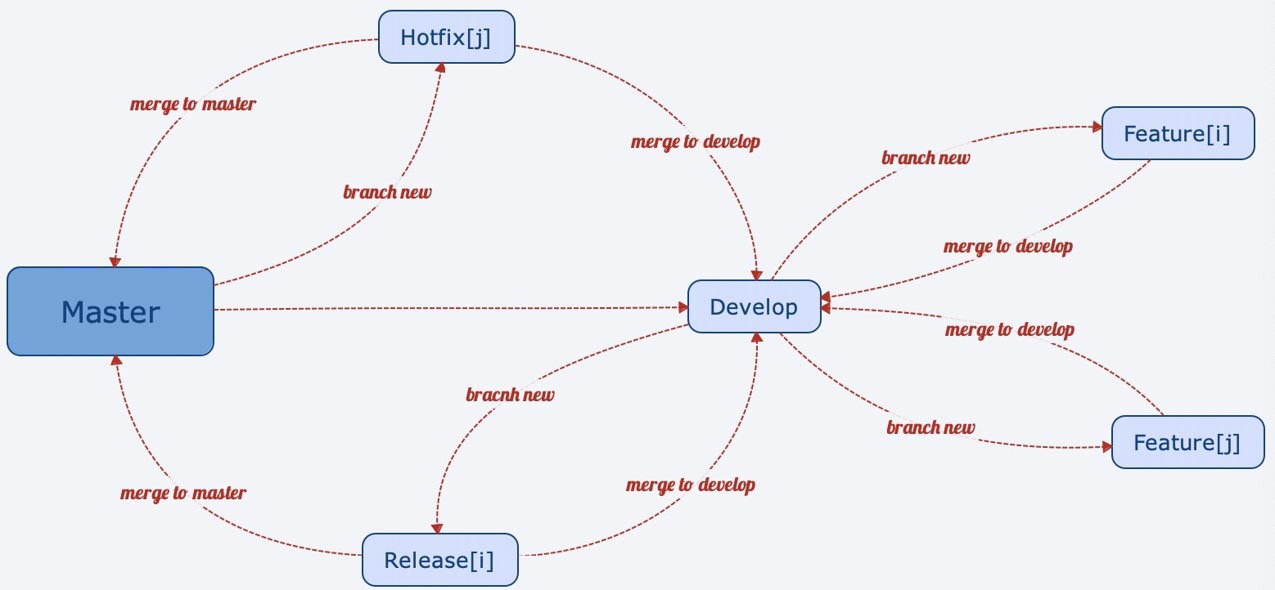 Hotfix[j]
merge to master
Feature[i]
merge to develop
branch new
branch new
merge to develop
Master
Develop
merge to develop
bracnh new
branch new
Feature[j]
merge to develop
merge to master
Release[i]